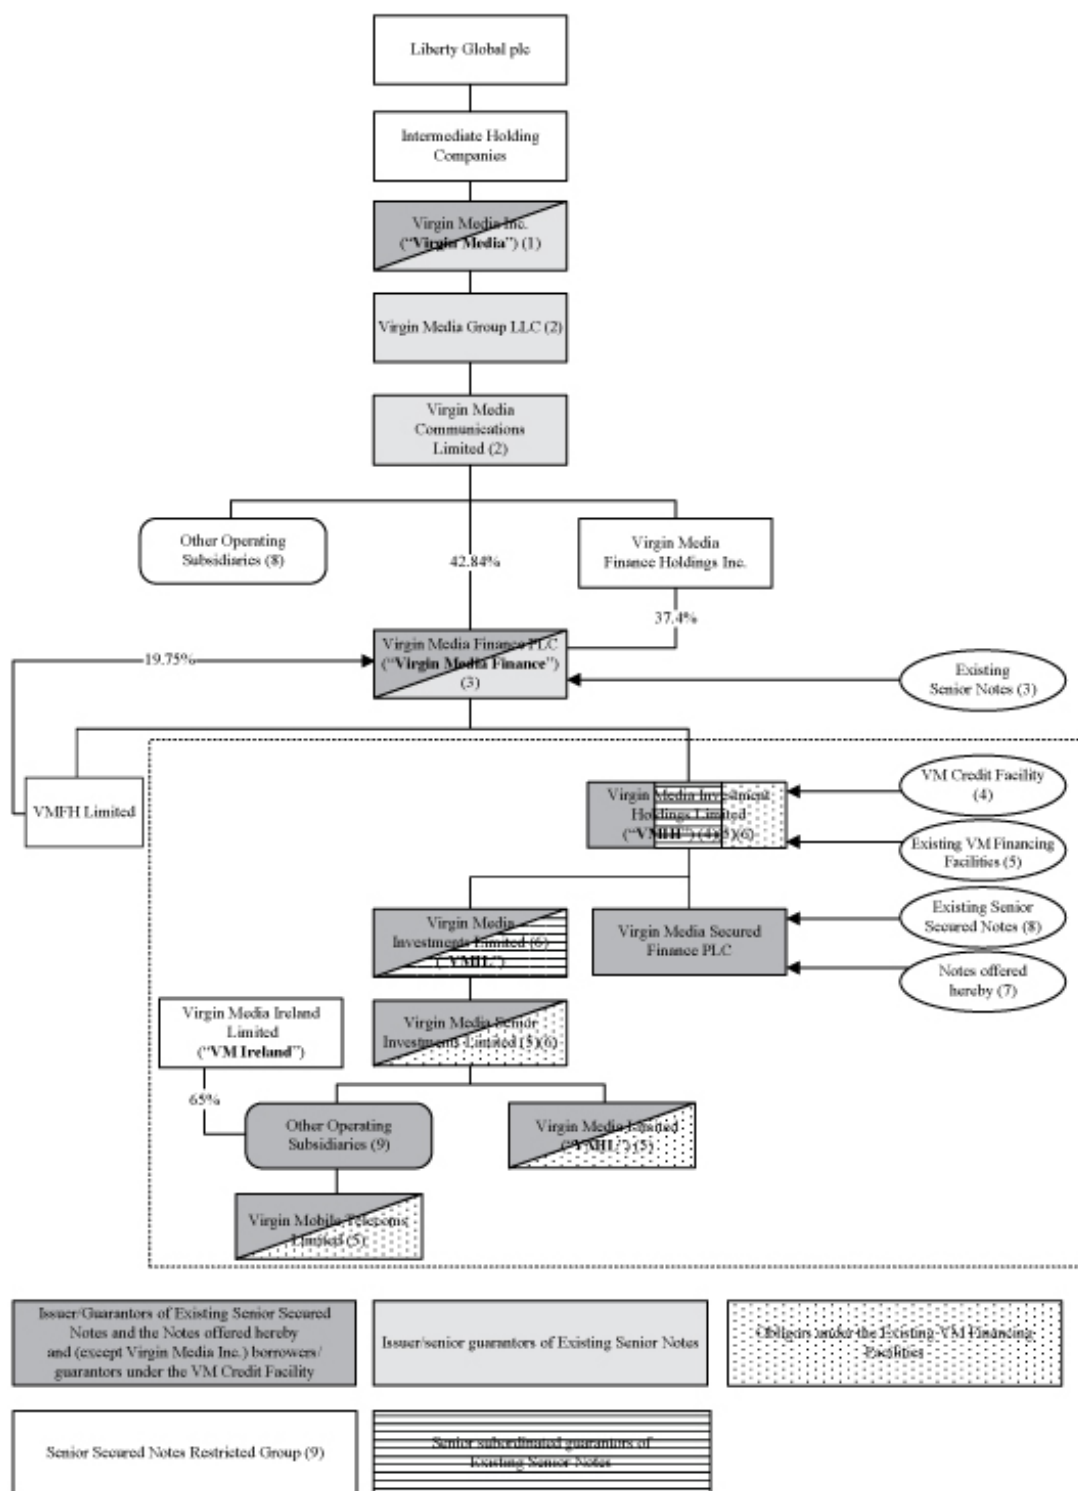 Liberty Global plc
Intermediate Holding
Companies
Virgin Media Inc.
(“Virgin Media”) (1)
Virgin Media Group LLC (2)
Virgin Media
Communications
Limited (2)
Other Operating
Subsidiaries (8)
42.84%
Virgin Media
Finance Holdings Inc.
37.4%
19.75%
Virgin Media Finance PLC
(“Virgin Media Finance”)
(3)
Existing
Senior Notes (3)
VMFH Limited
Virgin Media Investment
Holdings Limited
(“VMIH”) (4)(5)(6)
VM Credit Facility
(4)
Existing VM Financing
Facilities (5)
Virgin Media
Investments Limited (6)
(“VMIL”)
Virgin Media Secured
Finance PLC
Existing Senior
Secured Notes (8)
Notes offered
hereby (7)
Virgin Media Ireland
Limited
(“VM Ireland”)
Virgin Media Senior
Investments Limited (5)(6)
65%
Other Operating
Subsidiaries (9)
Virgin Media Limited
(5)
Virgin Mobile Telecoms
Limited (5)
Issuer/Guarantors of Existing Senior Secured
Notes and the Notes offered hereby
and (except Virgin Media Inc.) borrowers/
guarantors under the VM Credit Facility
Issuer/senior guarantors of Existing Senior Notes
Obligors under the Existing VM Financing
Facilities
Senior Secured Notes Restricted Group (9)
Senior subordinated guarantors of
Existing Senior Notes